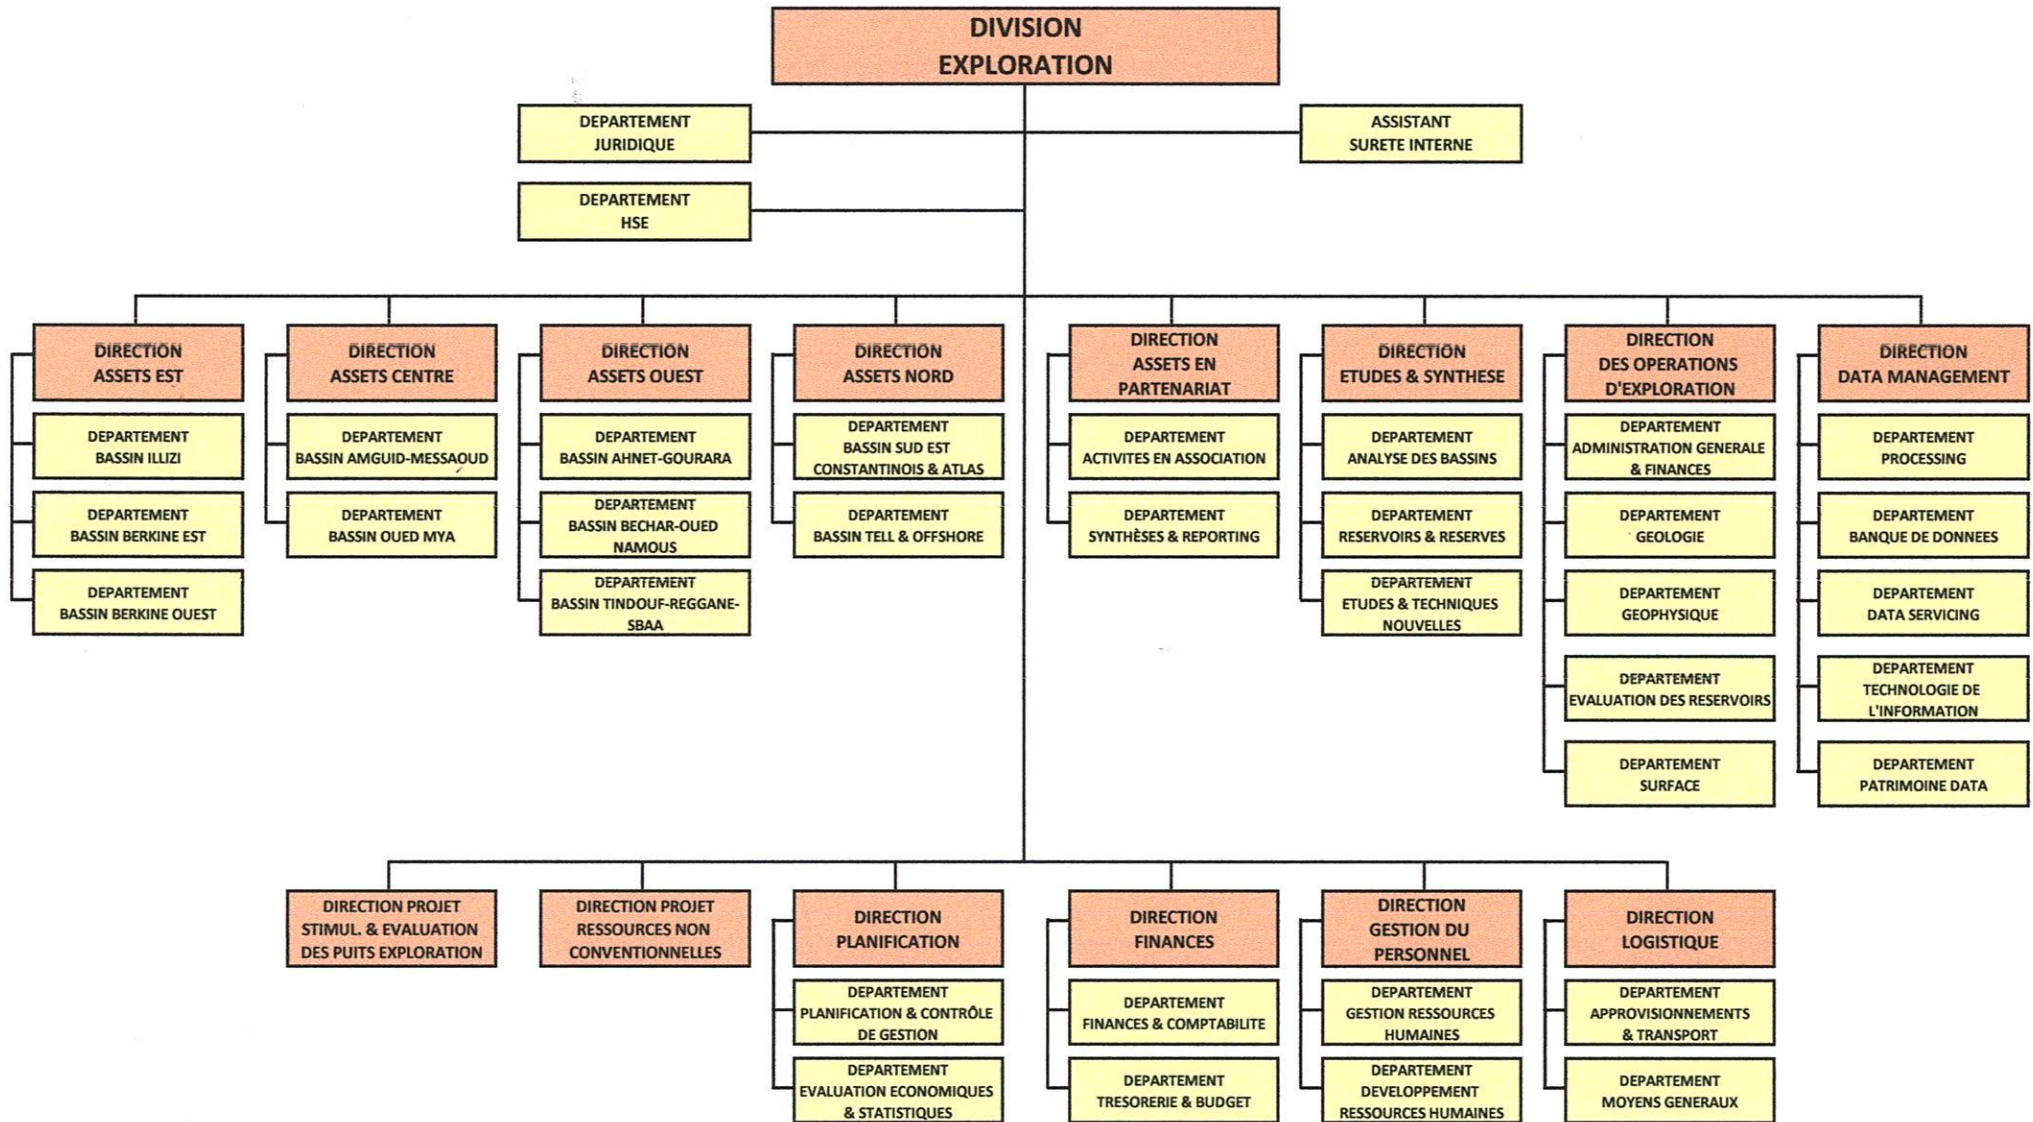 DIVISION
EXPLORATION
DEPARTEMENT
JURIDIQUE
ASSISTANT
SURETE INTERNE
DEPARTEMENT
HSE
DIRECTION
ASSETS EST
DEPARTEMENT
BASSIN ILLIZI
DEPARTEMENT
BASSIN BERKINE EST
DEPARTEMENT
BASSIN BERKINE OUEST
DIRECTION
ASSETS CENTRE
DEPARTEMENT
BASSIN AMGUID-MESSAOUD
DEPARTEMENT
BASSIN OUED MYA
DIRECTION
ASSETS OUEST
DEPARTEMENT
BASSIN AHNET-GOURARA
DEPARTEMENT
BASSIN BECHAR-OUED
NAMOUS
DEPARTEMENT
BASSIN TINDOUF-REGGANE-
SBAA
DIRECTION
ASSETS NORD
DEPARTEMENT
BASSIN SUD EST
CONSTANTINOIS & ATLAS
DEPARTEMENT
BASSIN TELL & OFFSHORE
DIRECTION
ASSETS EN
PARTENARIAT
DEPARTEMENT
ACTIVITES EN ASSOCIATION
DEPARTEMENT
SYNTHÈSES & REPORTING
DIRECTION
ETUDES & SYNTHESE
DEPARTEMENT
ANALYSE DES BASSINS
DEPARTEMENT
RESERVOIRS & RESERVES
DEPARTEMENT
ETUDES & TECHNIQUES
NOUVELLES
DIRECTION
DES OPERATIONS
D'EXPLORATION
DEPARTEMENT
ADMINISTRATION GENERALE
& FINANCES
DEPARTEMENT
GEOLOGIE
DEPARTEMENT
GEOPHYSIQUE
DEPARTEMENT
EVALUATION DES RESERVOIRS
DEPARTEMENT
SURFACE
DIRECTION
DATA MANAGEMENT
DEPARTEMENT
PROCESSING
DEPARTEMENT
BANQUE DE DONNEES
DEPARTEMENT
DATA SERVICING
DEPARTEMENT
TECHNOLOGIE DE
L'INFORMATION
DEPARTEMENT
PATRIMOINE DATA
DIRECTION PROJET
STIMUL. & EVALUATION
DES PUITS EXPLORATION
DIRECTION PROJET
RESSOURCES NON
CONVENTIONNELLES
DIRECTION
PLANIFICATION
DEPARTEMENT
PLANIFICATION & CONTRÔLE
DE GESTION
DEPARTEMENT
EVALUATION ECONOMIQUES
& STATISTIQUES
DIRECTION
FINANCES
DEPARTEMENT
FINANCES & COMPTABILITE
DEPARTEMENT
TRESORERIE & BUDGET
DIRECTION
GESTION DU
PERSONNEL
DEPARTEMENT
GESTION RESSOURCES
HUMAINES
DEPARTEMENT
DEVELOPPEMENT
RESSOURCES HUMAINES
DIRECTION
LOGISTIQUE
DEPARTEMENT
APPROVISIONNEMENTS
& TRANSPORT
DEPARTEMENT
MOYENS GENERAUX